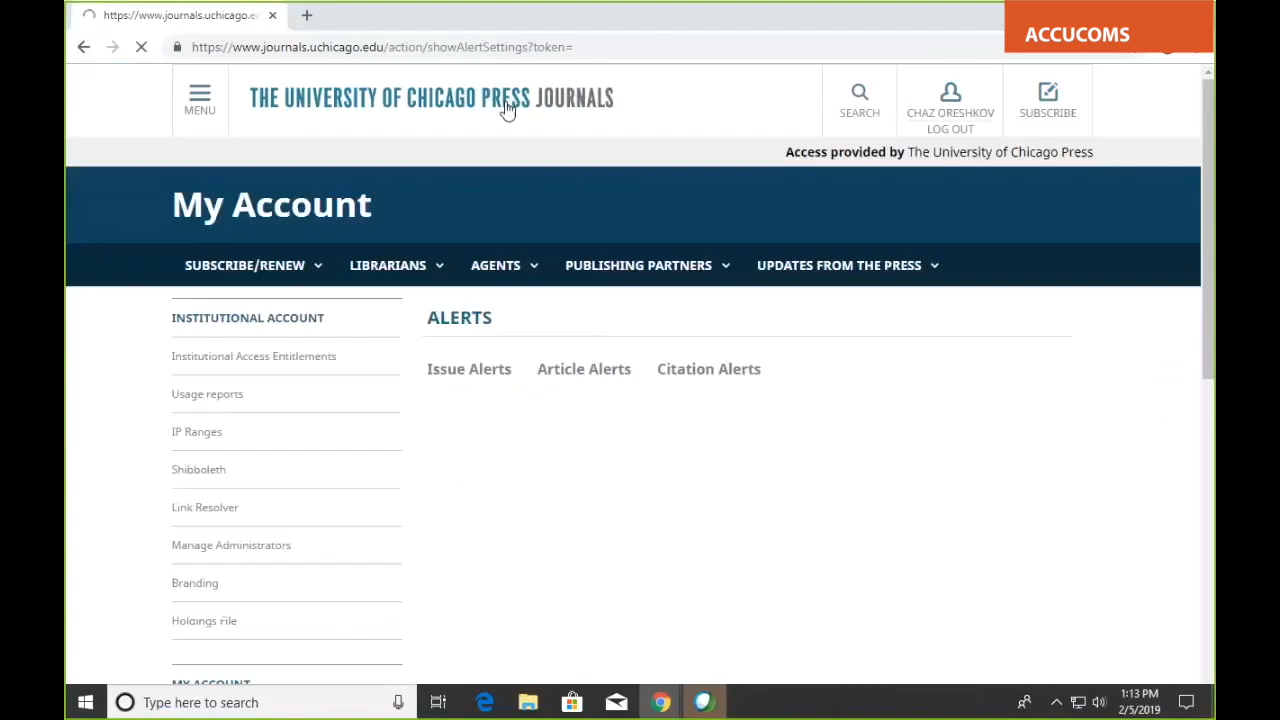 https://www.journals.uchicago.ec
https://www.journals.uchicago.edu/action/showAlertSettings?token=
ACCUCOMS
MENU
THE UNIVERSITY OF CHICAGO PRESS JOURNALS
SEARCH
CHAZ ORESHKOV
LOG OUT
SUBSCRIBE
Access provided by The University of Chicago Press
My Account
SUBSCRIBE/RENEW
LIBRARIANS
AGENTS
PUBLISHING PARTNERS
UPDATES FROM THE PRESS
INSTITUTIONAL ACCOUNT
Institutional Access Entitlements
Usage reports
IP Ranges
Shibboleth
Link Resolver
Manage Administrators
Branding
Holdings File
MY ACCOUNT
ALERTS
Issue Alerts
Article Alerts
Citation Alerts
Type here to search
1:13 PM
2/5/2019